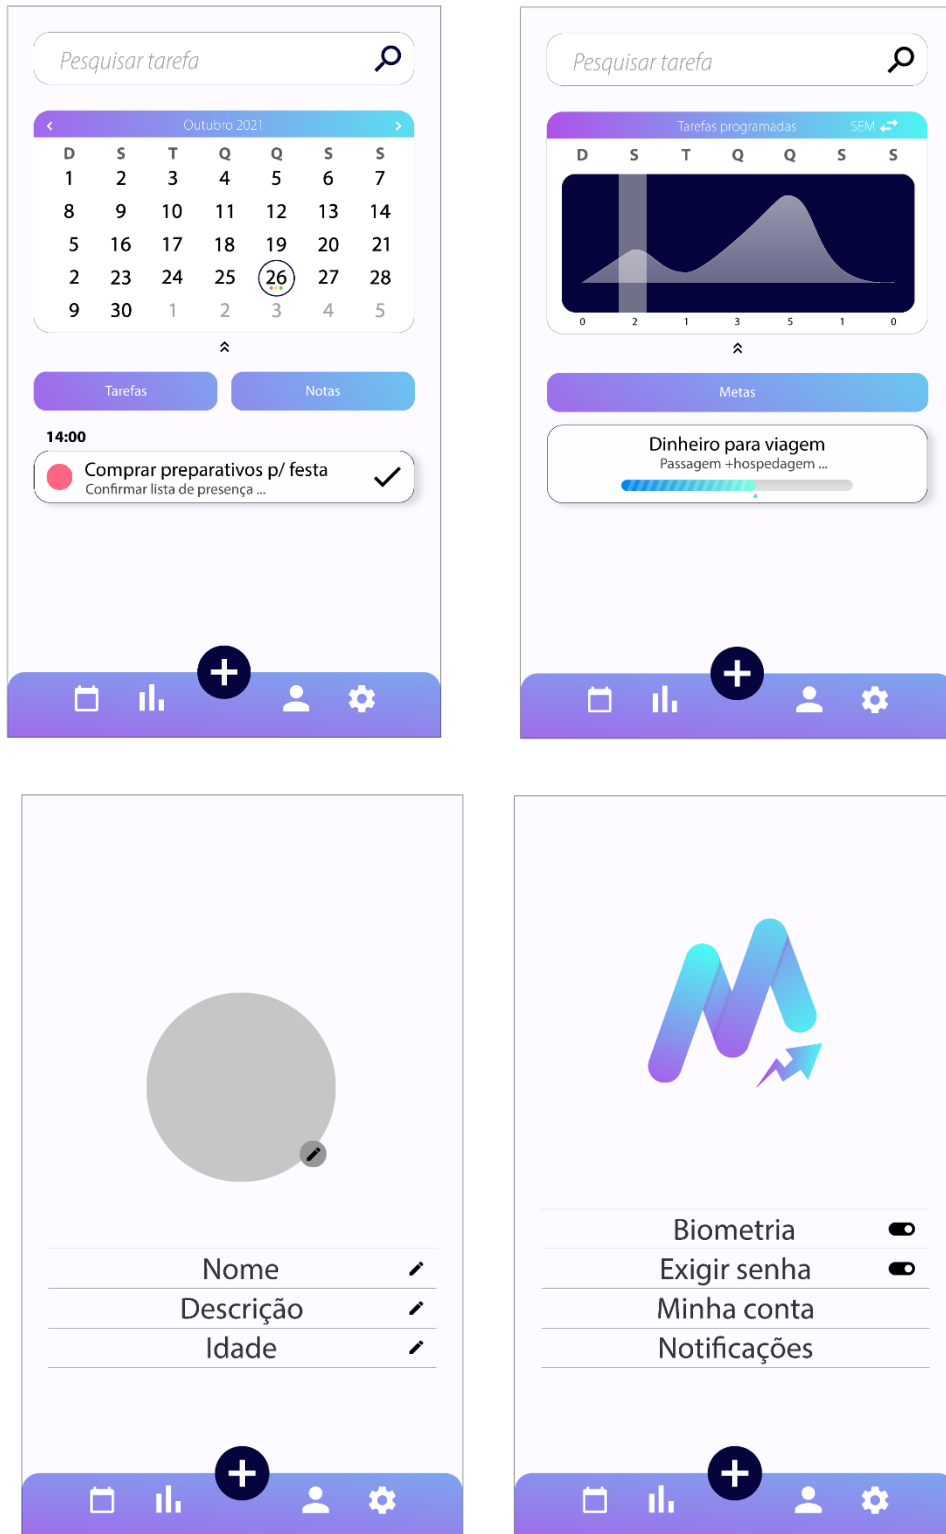 Pesquisar tarefa
Outubro 2021
D S T Q Q S S
1 2 3 4 5 6 7
8 9 10 11 12 13 14
5 16 17 18 19 20 21
2 23 24 25 26 27 28
9 30 1 2 3 4 5
Tarefas Notas
14:00
Comprar preparativos p/ festa
Confirmar lista de presença ...
Pesquisar tarefa
Tarefas programadas SEM
D S T Q Q S S
0 2 1 3 5 1 0
Metas
Dinheiro para viagem
Passagem +hospedagem ...
Nome
Descrição
Idade
Biometria
Exigir senha
Minha conta
Notificações